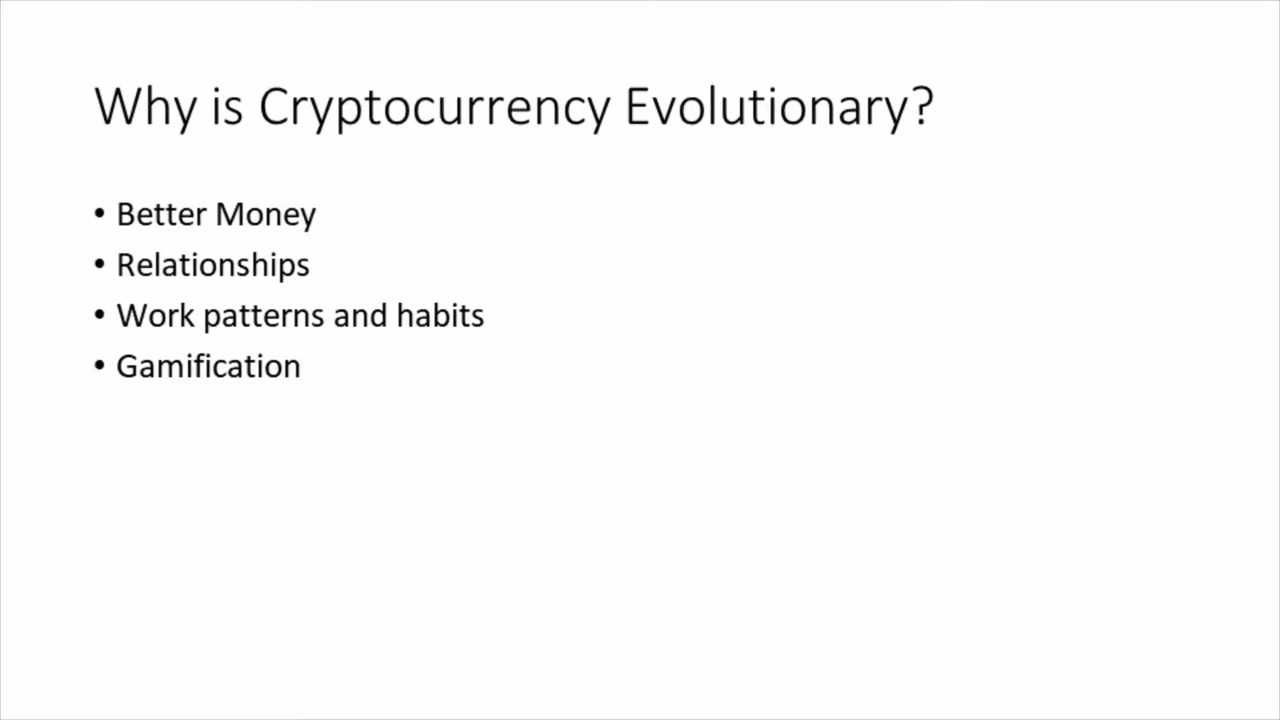 Why is Cryptocurrency Evolutionary?
• Better Money
• Relationships
• Work patterns and habits
• Gamification